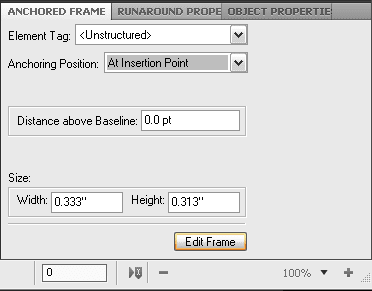 ANCHORED FRAME RUNAROUND PROPE OBJECT PROPERTIE
Element Tag: <Unstructured>
Anchoring Position: At Insertion Point
Distance above Baseline: 0.0 pt
Size:
Width: 0.333" Height: 0.313"
Edit Frame
0 100%